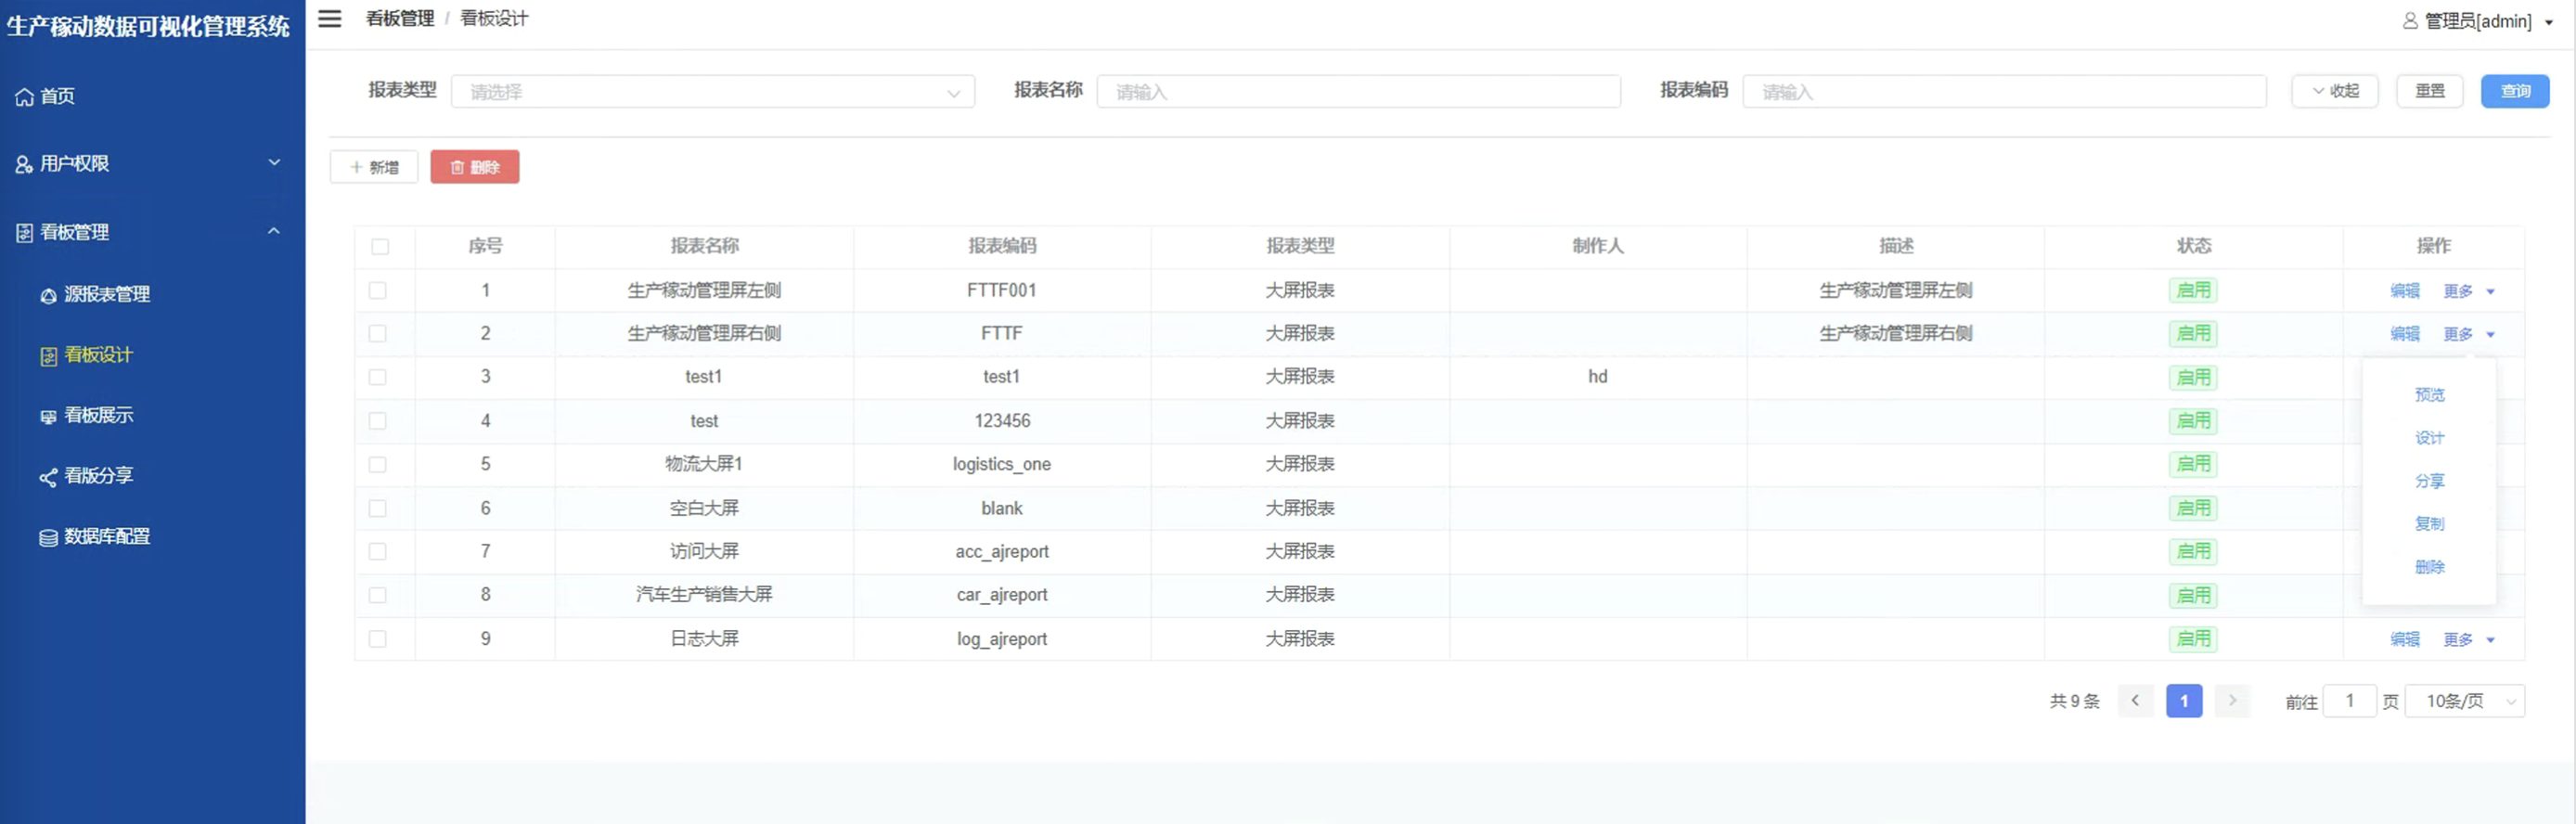 生产稼动数据可视化管理系统
看板管理 / 看板设计
管理员[admin]
首页
用户权限
看板管理
源报表管理
看板设计
看板展示
看版分享
数据库配置
报表类型 请选择 报表名称 请输入 报表编码 请输入 收起 重置 查询
新增 删除
序号 报表名称 报表编码 报表类型 制作人 描述 状态 操作
1 生产稼动管理屏左侧 FTTF001 大屏报表 生产稼动管理屏左侧 启用 编辑 更多
2 生产稼动管理屏右侧 FTTF 大屏报表 生产稼动管理屏右侧 启用 编辑 更多
3 test1 test1 大屏报表 hd 启用
4 test 123456 大屏报表 启用
5 物流大屏1 logistics_one 大屏报表 启用
6 空白大屏 blank 大屏报表 启用
7 访问大屏 acc_ajreport 大屏报表 启用
8 汽车生产销售大屏 car_ajreport 大屏报表 启用
9 日志大屏 log_ajreport 大屏报表 启用 编辑 更多
预览
设计
分享
复制
删除
共 9 条 1 前往 1 页 10条/页